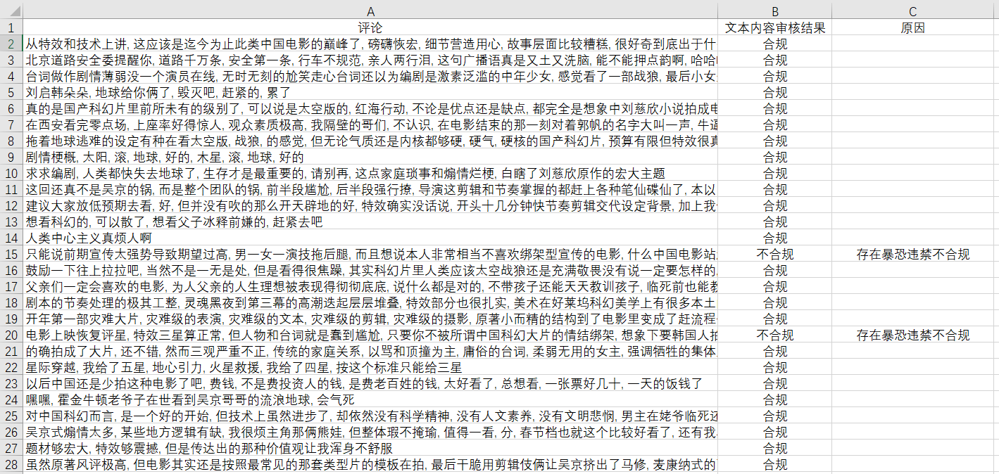 A B C
1 评论 文本内容审核结果 原因
2 从特效和技术上讲, 这应该是迄今为止此类中国电影的巅峰了, 磅礴恢宏, 细节营造用心, 故事层面比较糟糕, 很好奇到底出于什 合规
3 北京道路安全委提醒你, 道路千万条, 安全第一条, 行车不规范, 亲人两行泪, 这句广播语真是又土又洗脑, 能不能押点韵啊, 哈哈 合规
4 台词做作剧情薄弱没一个演员在线, 无时无刻的尬笑走心台词还以为编剧是激素泛滥的中年少女, 感觉看了一部战狼, 最后小女 合规
5 刘启韩朵朵, 地球给你俩了, 毁灭吧, 赶紧的, 累了 合规
6 真的是国产科幻片里前所未有的级别了, 可以说是太空版的, 红海行动, 不论是优点还是缺点, 都完全是想象中刘慈欣小说拍成电 合规
7 在西安看完零点场, 上座率好得惊人, 观众素质极高, 我隔壁的哥们, 不认识, 在电影结束的那一刻对着郭帆的名字大叫一声, 牛逼 合规
8 拖着地球逃难的设定有种在看太空版, 战狼, 的感觉, 但无论气质还是内核都够硬, 硬气, 硬核的国产科幻片, 预算有限但特效很真 合规
9 剧情梗概, 太阳, 滚, 地球, 好的, 木星, 滚, 地球, 好的 合规
10 求求编剧, 人类都快失去地球了, 生存才是最重要的, 请别再, 这点家庭琐事和煽情烂梗, 白瞎了刘慈欣原作的宏大主题 合规
11 这回还真不是吴京的锅, 而是整个团队的锅, 前半段尴尬, 后半段强行撩, 导演这剪辑和节奏掌握的都赶上各种笔仙碟仙了, 本以 合规
12 建议大家放低预期去看, 好, 但并没有吹的那么开天辟地的好, 特效确实没话说, 开头十几分钟快节奏剪辑交代设定背景, 加上我 合规
13 想看科幻的, 可以散了, 想看父子冰释前嫌的, 赶紧去吧 合规
14 人类中心主义真烦人啊 合规
15 只能说前期宣传太强势导致期望过高, 男一女一演技拖后腿, 而且想说本人非常相当不喜欢绑架型宣传的电影, 什么中国电影站 不合规 存在暴恐违禁不合规
16 鼓励一下往上拉拉吧, 当然不是一无是处, 但是看得很焦躁, 其实科幻片里人类应该太空战狼还是充满敬畏没有说一定要怎样的 合规
17 父亲们一定会喜欢的电影, 为人父亲的人生理想被表现得彻彻底底, 说什么都是对的, 不带孩子还能天天教训孩子, 临死前也能教 合规
18 剧本的节奏处理的极其工整, 灵魂黑夜到第三幕的高潮迭起层层堆叠, 特效部分也很扎实, 美术在好莱坞科幻美学上有很多本土 合规
19 开年第一部灾难大片, 灾难级的表演, 灾难级的文本, 灾难级的剪辑, 灾难级的摄影, 原著小而精的结构到了电影里变成了赶流程 合规
20 电影上映恢复评星, 特效三星算正常, 但人物和台词就是蠢到尴尬, 只要你不被所谓中国科幻大片的情结绑架, 想象下要韩国人拍 不合规 存在暴恐违禁不合规
21 的确拍成了大片, 还不错, 然而三观严重不正, 传统的家庭关系, 以骂和顶撞为主, 庸俗的台词, 柔弱无用的女主, 强调牺牲的集体 合规
22 星际穿越, 我给了五星, 地心引力, 火星救援, 我给了四星, 按这个标准只能给三星 合规
23 以后中国还是少拍这种电影了吧, 费钱, 不是费投资人的钱, 是费老百姓的钱, 太好看了, 总想看, 一张票好几十, 一天的饭钱了 合规
24 嘿嘿, 霍金牛顿老爷子在世看到吴京哥哥的流浪地球, 会气死 合规
25 对中国科幻而言, 是一个好的开始, 但技术上虽然进步了, 却依然没有科学精神, 没有人文素养, 没有文明悲悯, 男主在姥爷临死还 合规
26 吴京式煽情太多, 某些地方逻辑有缺, 我很烦主角那俩熊娃, 但整体瑕不掩瑜, 值得一看, 分, 春节档也就这个比较好看了, 还有我 合规
27 题材够宏大, 特效够震撼, 但是传达出的那种价值观让我浑身不舒服 合规
28 虽然原著风评极高, 但电影其实还是按照最常见的那套类型片的模板在拍, 最后干脆用剪辑伎俩让吴京挤出了马修, 麦康纳式的 合规